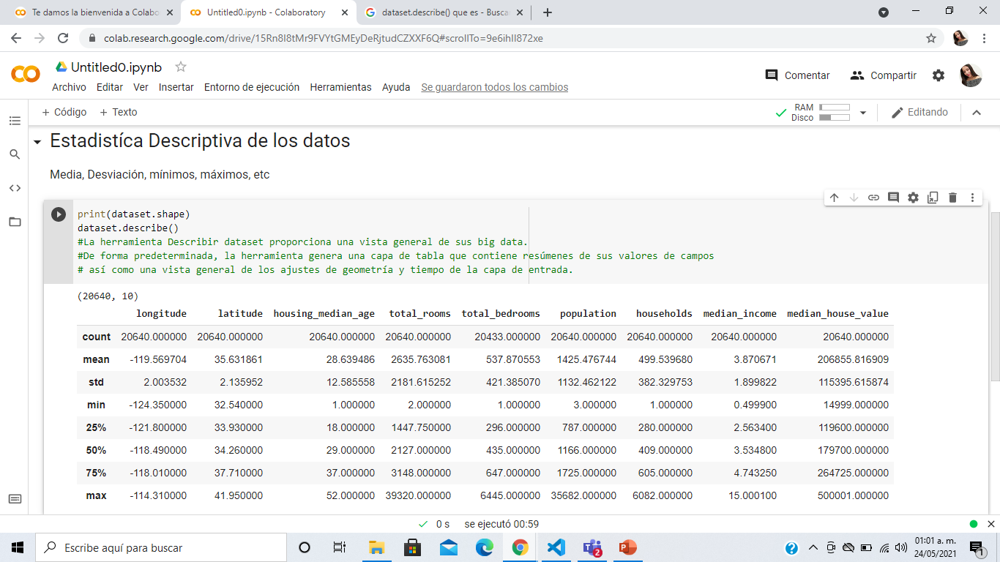 Te damos la bienvenida a Colabo
Untitled0.ipynb - Colaboratory
dataset.describe() que es - Busca
colab.research.google.com/drive/15Rn8I8tMr9FVYtGMEyDeRjtudCZXXF6Q#scrollTo=9e6ihII872xe
Untitled0.ipynb
Archivo Editar Ver Insertar Entorno de ejecución Herramientas Ayuda Se guardaron todos los cambios
Comentar Compartir
+ Código + Texto
RAM
Disco
Editando
Estadistíca Descriptiva de los datos
Media, Desviación, mínimos, máximos, etc
print(dataset.shape)
dataset.describe()
#La herramienta Describir dataset proporciona una vista general de sus big data.
#De forma predeterminada, la herramienta genera una capa de tabla que contiene resúmenes de sus valores de campos
# así como una vista general de los ajustes de geometría y tiempo de la capa de entrada.
(20640, 10)
longitude latitude housing_median_age total_rooms total_bedrooms population households median_income median_house_value
count 20640.000000 20640.000000 20640.000000 20640.000000 20433.000000 20640.000000 20640.000000 20640.000000 20640.000000
mean -119.569704 35.631861 28.639486 2635.763081 537.870553 1425.476744 499.539680 3.870671 206855.816909
std 2.003532 2.135952 12.585558 2181.615252 421.385070 1132.462122 382.329753 1.899822 115395.615874
min -124.350000 32.540000 1.000000 2.000000 1.000000 3.000000 1.000000 0.499900 14999.000000
25% -121.800000 33.930000 18.000000 1447.750000 296.000000 787.000000 280.000000 2.563400 119600.000000
50% -118.490000 34.260000 29.000000 2127.000000 435.000000 1166.000000 409.000000 3.534800 179700.000000
75% -118.010000 37.710000 37.000000 3148.000000 647.000000 1725.000000 605.000000 4.743250 264725.000000
max -114.310000 41.950000 52.000000 39320.000000 6445.000000 35682.000000 6082.000000 15.000100 500001.000000
0 s se ejecutó 00:59
Escribe aquí para buscar
2
01:01 a. m.
24/05/2021
1